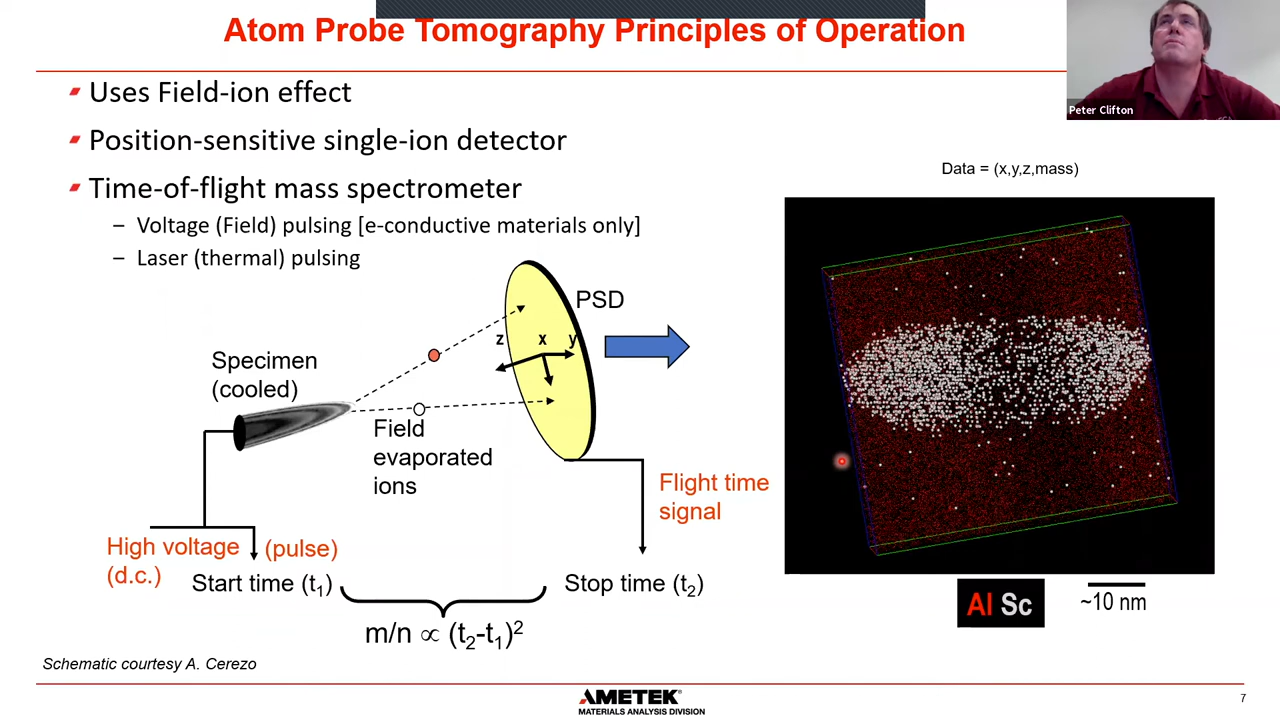 Atom Probe Tomography Principles of Operation
Peter Clifton
Uses Field-ion effect
Position-sensitive single-ion detector
Time-of-flight mass spectrometer
– Voltage (Field) pulsing [e-conductive materials only]
– Laser (thermal) pulsing
Data = (x,y,z,mass)
PSD
z x y
Specimen
(cooled)
Field
evaporated
ions
Flight time
signal
High voltage (pulse)
(d.c.)
Start time (t₁)
Stop time (t₂)
m/n ∝ (t₂-t₁)²
Al Sc
~10 nm
Schematic courtesy A. Cerezo
AMETEK®
MATERIALS ANALYSIS DIVISION
7